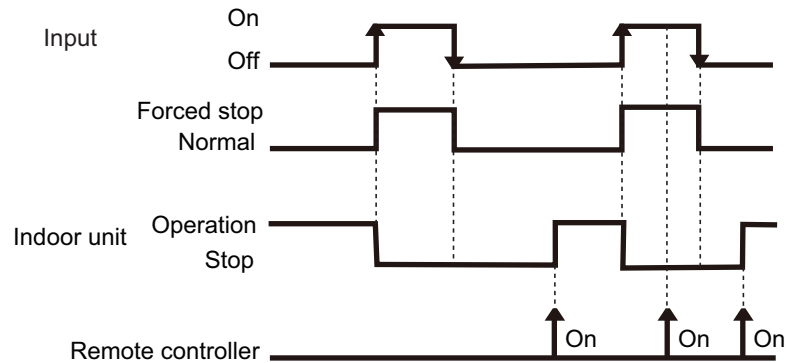 On
Input
Off
Forced stop
Normal
Operation
Indoor unit
Stop
On
On
On
Remote controller